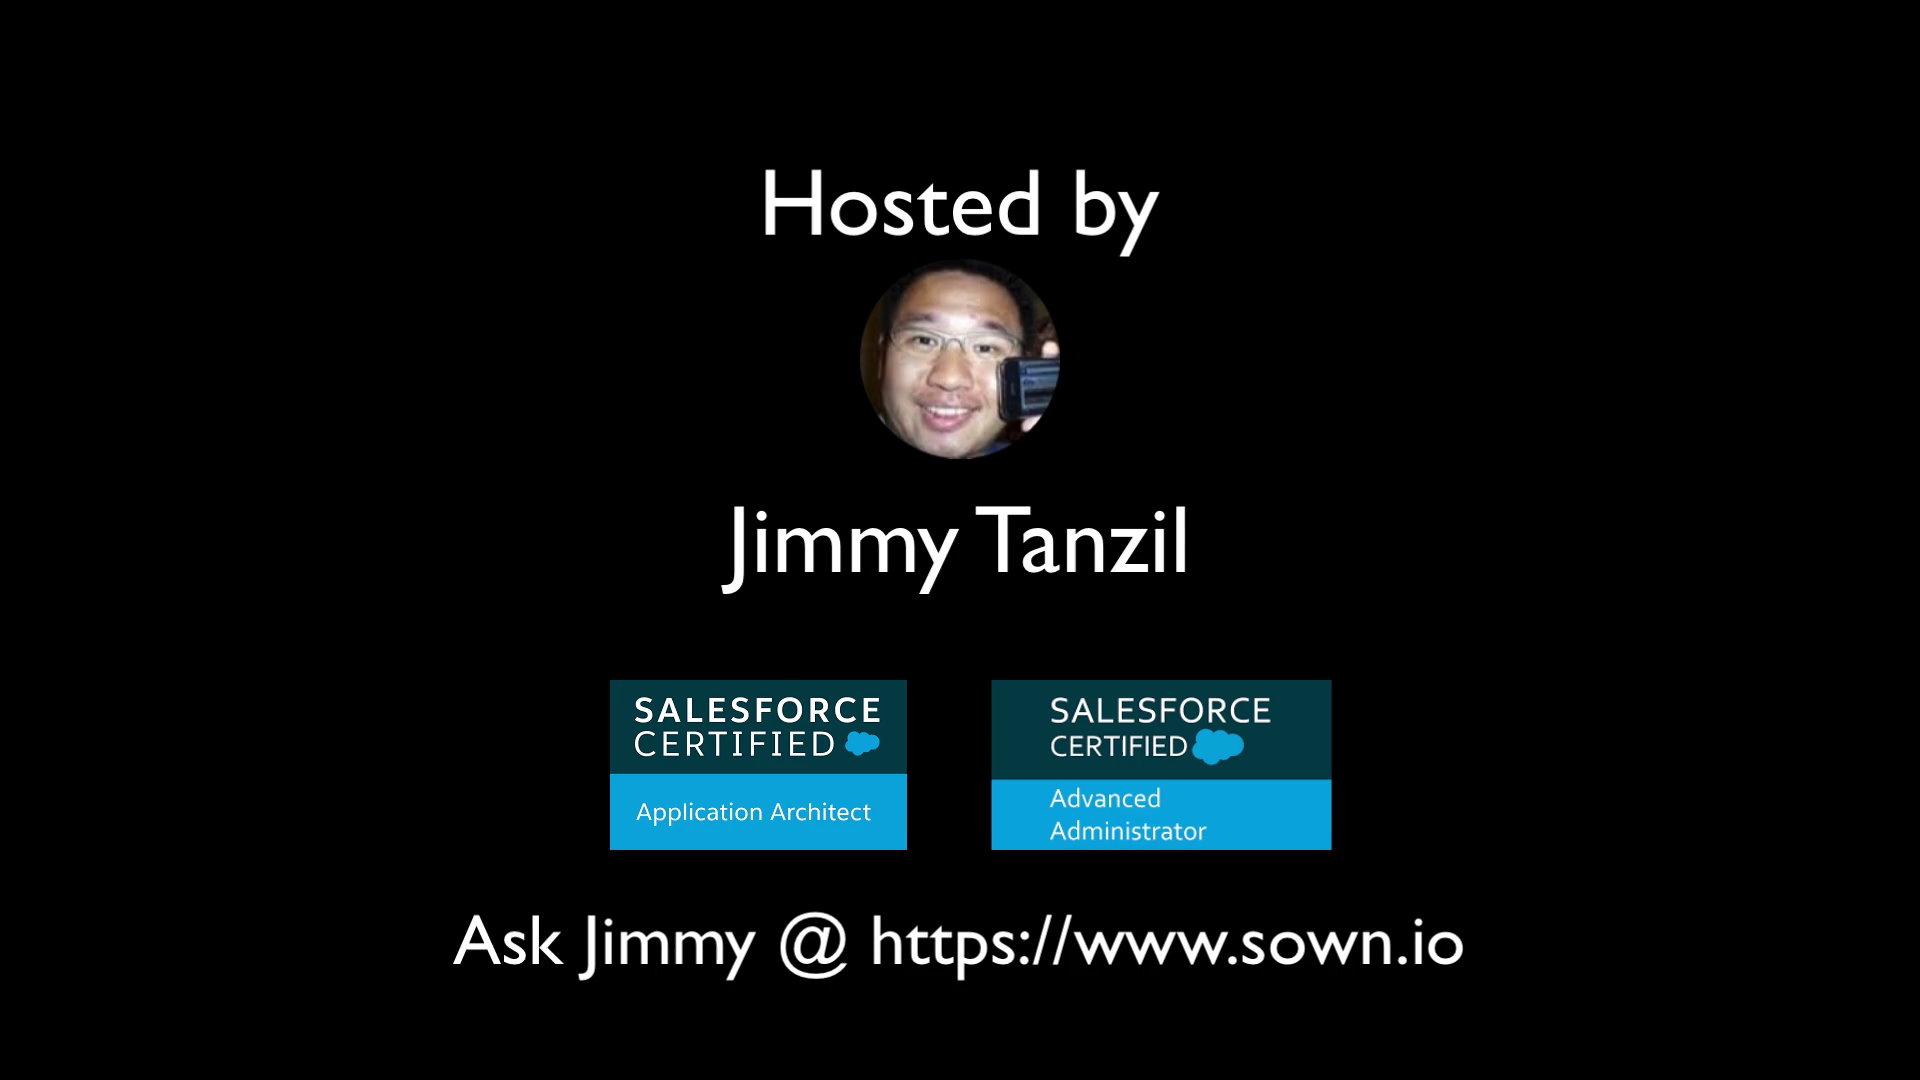 Hosted by
Jimmy Tanzil
SALESFORCE
CERTIFIED
Application Architect
SALESFORCE
CERTIFIED
Advanced
Administrator
Ask Jimmy @ https://www.sown.io